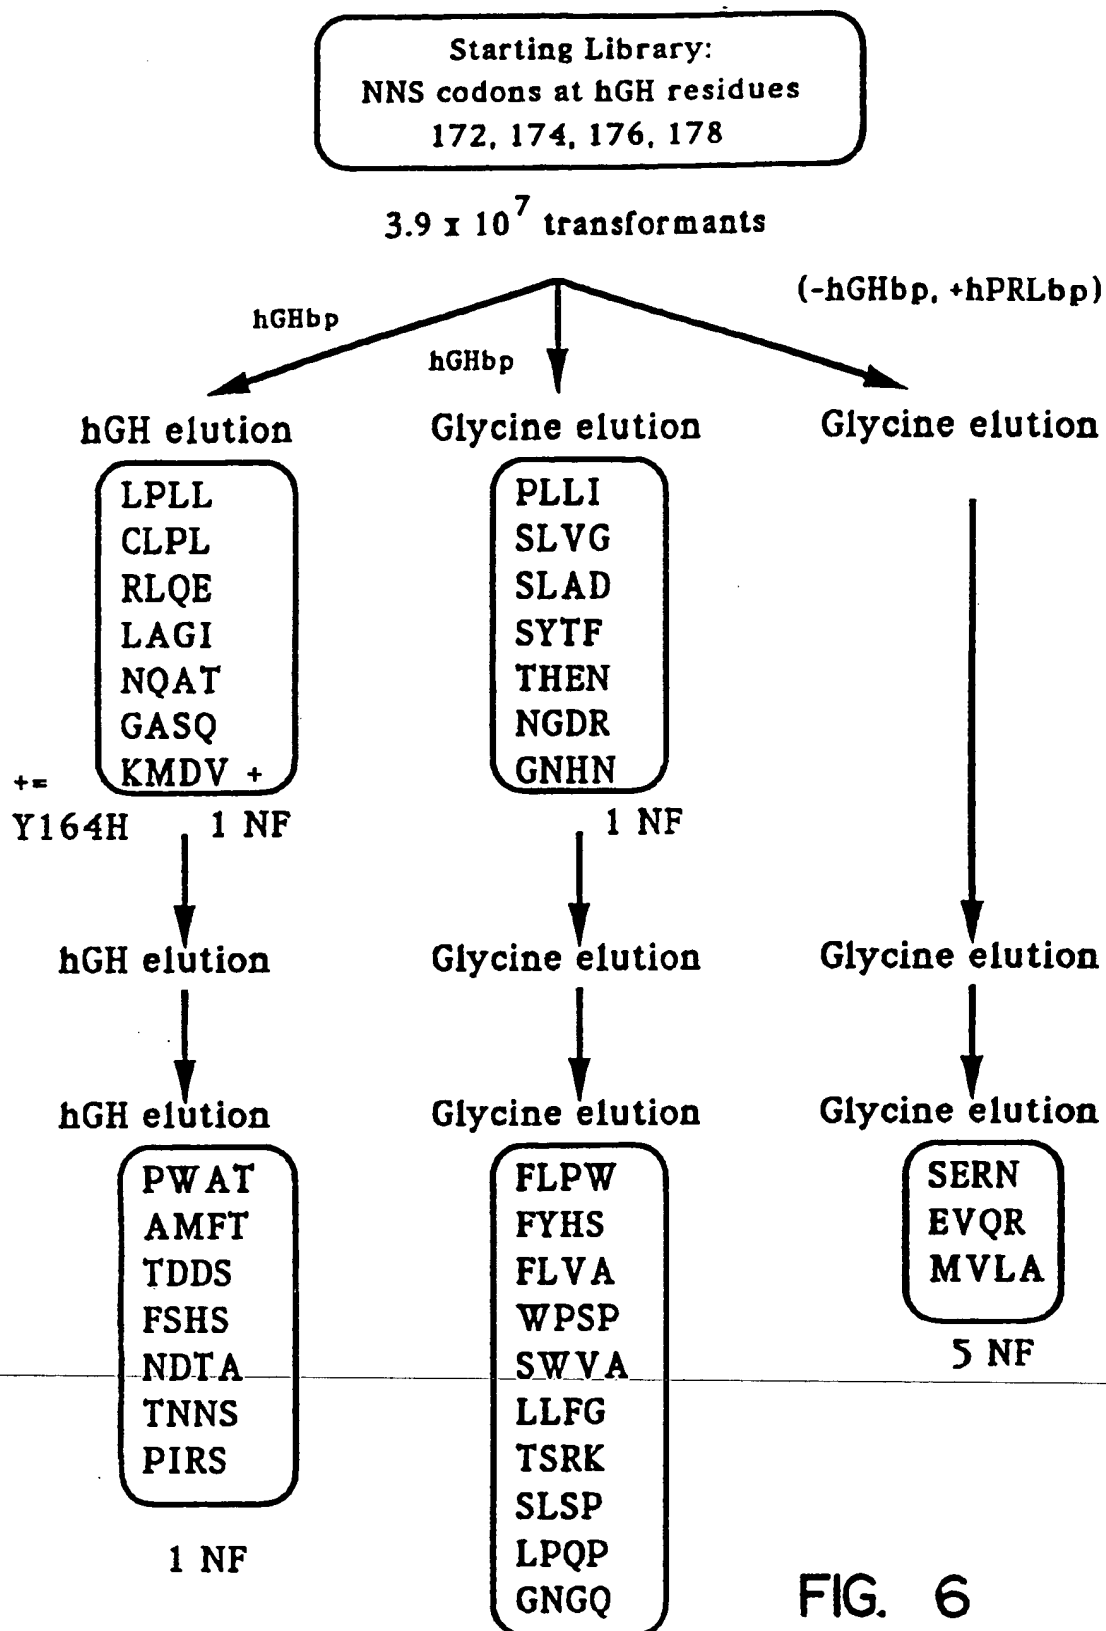 Starting Library:
NNS codons at hGH residues
172, 174, 176, 178
3.9 x 10^7 transformants
(-hGHbp, +hPRLbp)
hGHbp
hGHbp
hGH elution
LPLL
CLPL
RLQE
LAGI
NQAT
GASQ
KMDV +
+=
Y164H
1 NF
Glycine elution
PLLI
SLVG
SLAD
SYTF
THEN
NGDR
GNHN
1 NF
Glycine elution
hGH elution
Glycine elution
Glycine elution
hGH elution
PWAT
AMFT
TDDS
FSHS
NDTA
TNNS
PIRS
1 NF
Glycine elution
FLPW
FYHS
FLVA
WPSP
SWVA
LLFG
TSRK
SLSP
LPQP
GNGQ
Glycine elution
SERN
EVQR
MVLA
5 NF
FIG. 6